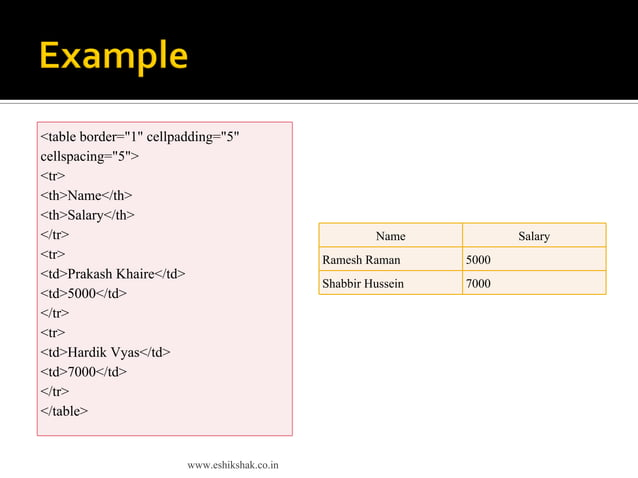 Example
<table border="1" cellpadding="5"
cellspacing="5">
<tr>
<th>Name</th>
<th>Salary</th>
</tr>
<tr>
<td>Prakash Khaire</td>
<td>5000</td>
</tr>
<tr>
<td>Hardik Vyas</td>
<td>7000</td>
</tr>
</table>
Name Salary
Ramesh Raman 5000
Shabbir Hussein 7000
www.eshikshak.co.in